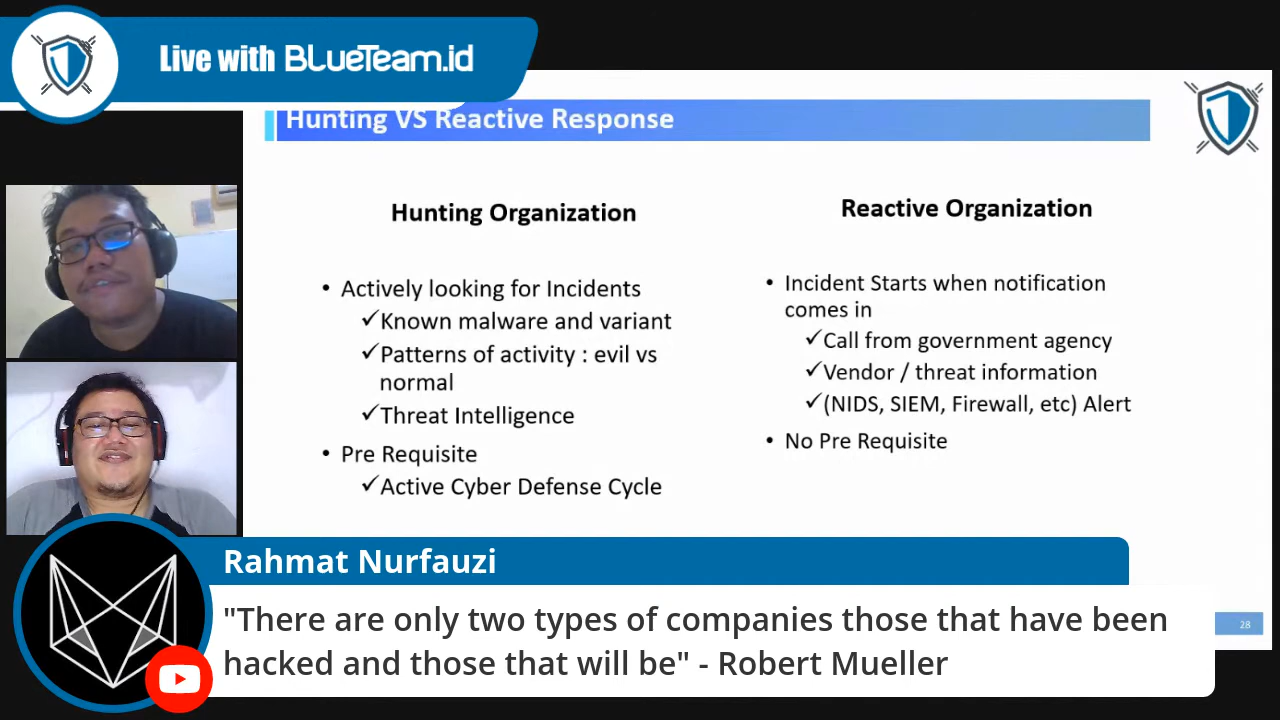 Live with BLueTeam.id
Hunting VS Reactive Response
Hunting Organization
• Actively looking for Incidents
✓Known malware and variant
✓Patterns of activity : evil vs
normal
✓Threat Intelligence
• Pre Requisite
✓Active Cyber Defense Cycle
Reactive Organization
• Incident Starts when notification
comes in
✓Call from government agency
✓Vendor / threat information
✓(NIDS, SIEM, Firewall, etc) Alert
• No Pre Requisite
28
Rahmat Nurfauzi
"There are only two types of companies those that have been
hacked and those that will be" - Robert Mueller